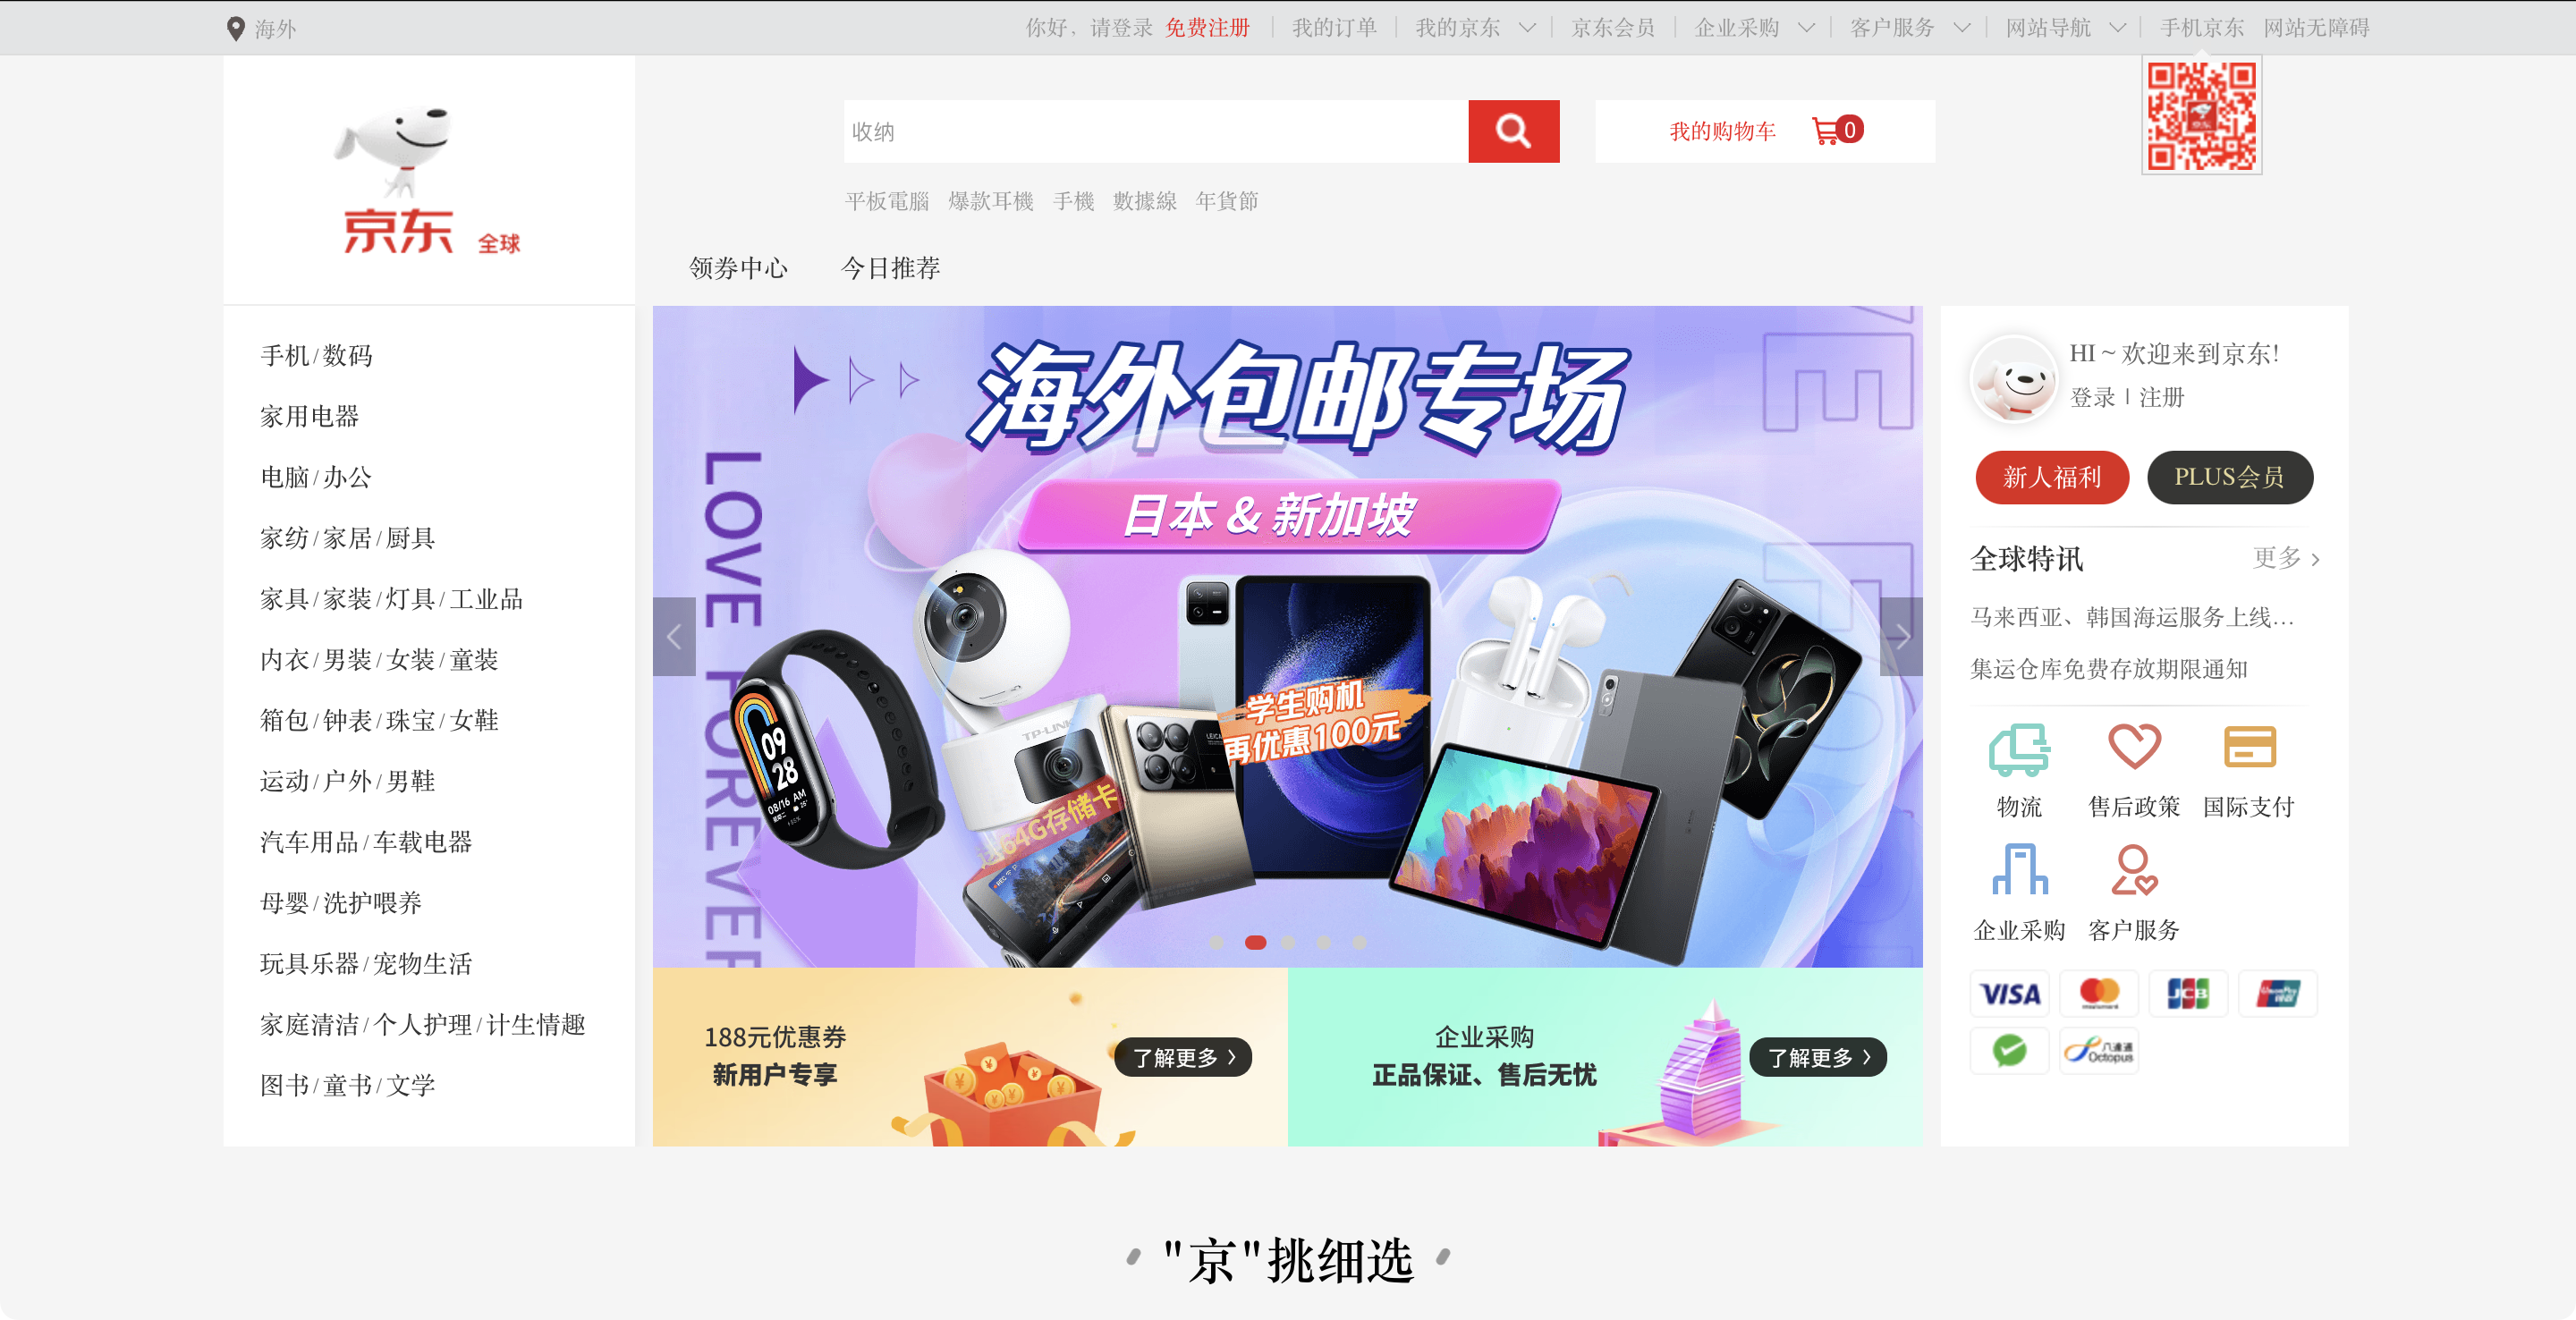 海外
你好，请登录 免费注册 我的订单 我的京东 京东会员 企业采购 客户服务 网站导航 手机京东 网站无障碍
京东 全球
收纳
我的购物车 0
平板電腦 爆款耳機 手機 數據線 年貨節
领券中心 今日推荐
手机/数码
家用电器
电脑/办公
家纺/家居/厨具
家具/家装/灯具/工业品
内衣/男装/女装/童装
箱包/钟表/珠宝/女鞋
运动/户外/男鞋
汽车用品/车载电器
母婴/洗护喂养
玩具乐器/宠物生活
家庭清洁/个人护理/计生情趣
图书/童书/文学
海外包邮专场
日本 & 新加坡
LOVE FOREVER
TP-LINK
学生购机
再优惠100元
09
28
08/16 AM
送64G存储卡
188元优惠券
新用户专享
了解更多
企业采购
正品保证、售后无忧
了解更多
HI ~ 欢迎来到京东!
登录 | 注册
新人福利 PLUS会员
全球特讯 更多
马来西亚、韩国海运服务上线...
集运仓库免费存放期限通知
物流 售后政策 国际支付
企业采购 客户服务
VISA JCB UnionPay
八達通
Octopus
"京"挑细选